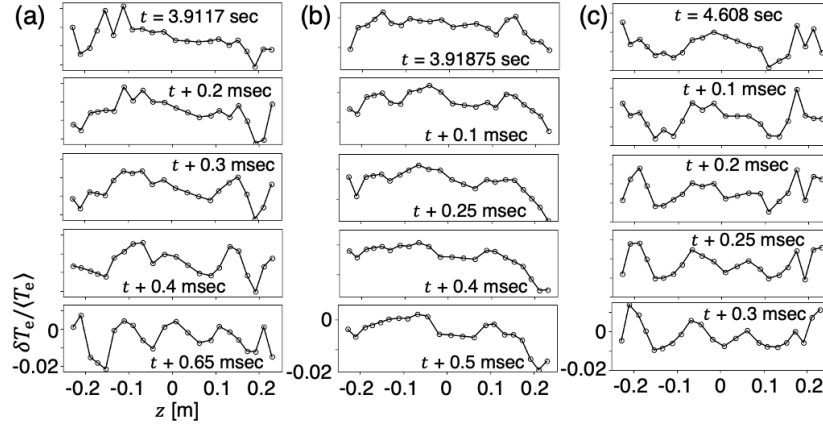 (a)
t = 3.9117 sec
t + 0.2 msec
t + 0.3 msec
t + 0.4 msec
t + 0.65 msec
δTe/⟨Te⟩
0
-0.02
-0.2 -0.1 0 0.1 0.2
z [m]
(b)
t = 3.91875 sec
t + 0.1 msec
t + 0.25 msec
t + 0.4 msec
t + 0.5 msec
0
-0.02
-0.2 -0.1 0 0.1 0.2
(c)
t = 4.608 sec
t + 0.1 msec
t + 0.2 msec
t + 0.25 msec
t + 0.3 msec
0
-0.02
-0.2 -0.1 0 0.1 0.2